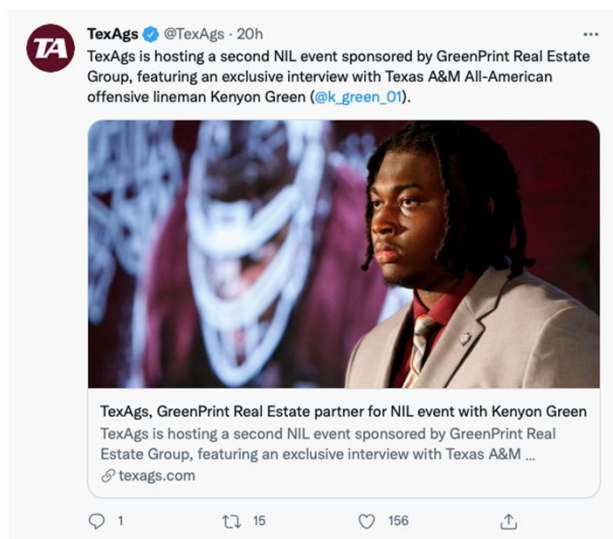 TA
TexAgs @TexAgs · 20h
TexAgs is hosting a second NIL event sponsored by GreenPrint Real Estate
Group, featuring an exclusive interview with Texas A&M All-American
offensive lineman Kenyon Green (@k_green_01).
TexAgs, GreenPrint Real Estate partner for NIL event with Kenyon Green
TexAgs is hosting a second NIL event sponsored by GreenPrint Real
Estate Group, featuring an exclusive interview with Texas A&M ...
texags.com
1 15 156